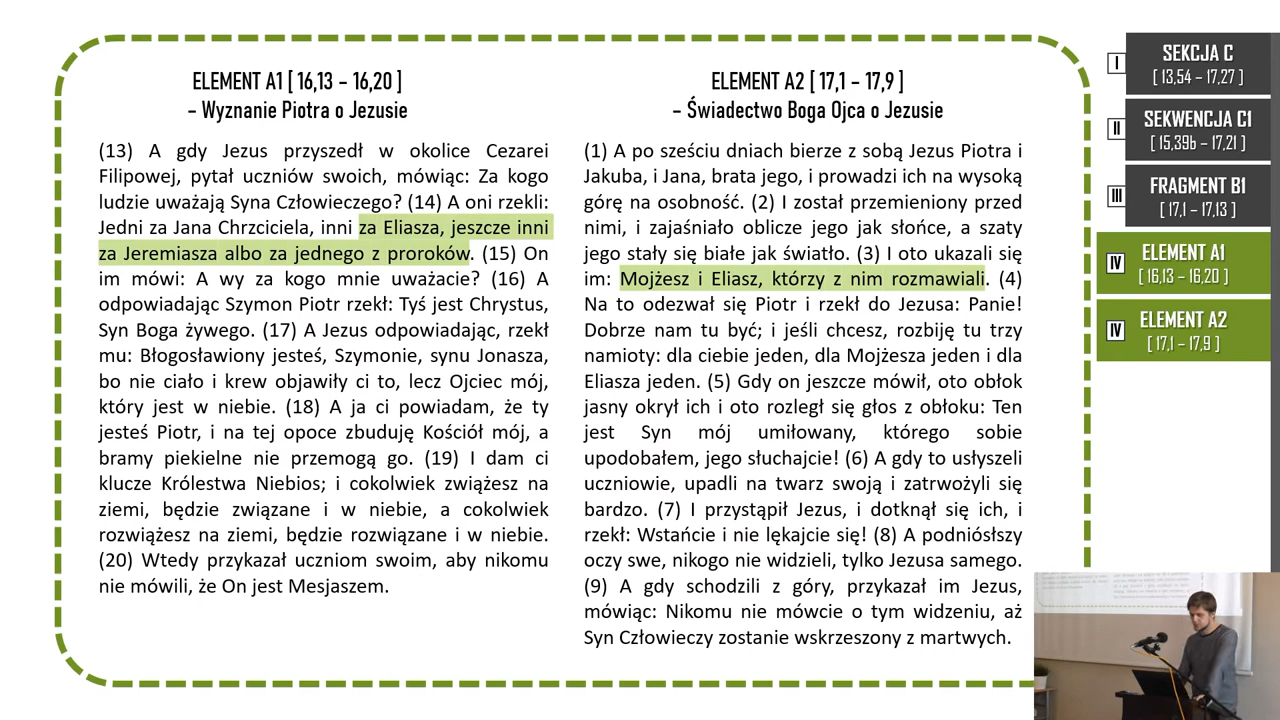 ELEMENT A1 [ 16,13 – 16,20 ]
– Wyznanie Piotra o Jezusie
(13) A gdy Jezus przyszedł w okolice Cezarei
Filipowej, pytał uczniów swoich, mówiąc: Za kogo
ludzie uważają Syna Człowieczego? (14) A oni rzekli:
Jedni za Jana Chrzciciela, inni za Eliasza, jeszcze inni
za Jeremiasza albo za jednego z proroków. (15) On
im mówi: A wy za kogo mnie uważacie? (16) A
odpowiadając Szymon Piotr rzekł: Tyś jest Chrystus,
Syn Boga żywego. (17) A Jezus odpowiadając, rzekł
mu: Błogosławiony jesteś, Szymonie, synu Jonasza,
bo nie ciało i krew objawiły ci to, lecz Ojciec mój,
który jest w niebie. (18) A ja ci powiadam, że ty
jesteś Piotr, i na tej opoce zbuduję Kościół mój, a
bramy piekielne nie przemogą go. (19) I dam ci
klucze Królestwa Niebios; i cokolwiek zwiążesz na
ziemi, będzie związane i w niebie, a cokolwiek
rozwiążesz na ziemi, będzie rozwiązane i w niebie.
(20) Wtedy przykazał uczniom swoim, aby nikomu
nie mówili, że On jest Mesjaszem.
ELEMENT A2 [ 17,1 – 17,9 ]
– Świadectwo Boga Ojca o Jezusie
(1) A po sześciu dniach bierze z sobą Jezus Piotra i
Jakuba, i Jana, brata jego, i prowadzi ich na wysoką
górę na osobność. (2) I został przemieniony przed
nimi, i zajaśniało oblicze jego jak słońce, a szaty
jego stały się białe jak światło. (3) I oto ukazali się
im: Mojżesz i Eliasz, którzy z nim rozmawiali. (4)
Na to odezwał się Piotr i rzekł do Jezusa: Panie!
Dobrze nam tu być; i jeśli chcesz, rozbiję tu trzy
namioty: dla ciebie jeden, dla Mojżesza jeden i dla
Eliasza jeden. (5) Gdy on jeszcze mówił, oto obłok
jasny okrył ich i oto rozległ się głos z obłoku: Ten
jest Syn mój umiłowany, którego sobie
upodobałem, jego słuchajcie! (6) A gdy to usłyszeli
uczniowie, upadli na twarz swoją i zatrwożyli się
bardzo. (7) I przystąpił Jezus, i dotknął się ich, i
rzekł: Wstańcie i nie lękajcie się! (8) A podniósłszy
oczy swe, nikogo nie widzieli, tylko Jezusa samego.
(9) A gdy schodzili z góry, przykazał im Jezus,
mówiąc: Nikomu nie mówcie o tym widzeniu, aż
Syn Człowieczy zostanie wskrzeszony z martwych.
I
SEKCJA C
[ 13,54 – 17,27 ]
II
SEKWENCJA C1
[ 15,39b – 17,21 ]
III
FRAGMENT B1
[ 17,1 – 17,13 ]
IV
ELEMENT A1
[ 16,13 – 16,20 ]
IV
ELEMENT A2
[ 17,1 – 17,9 ]